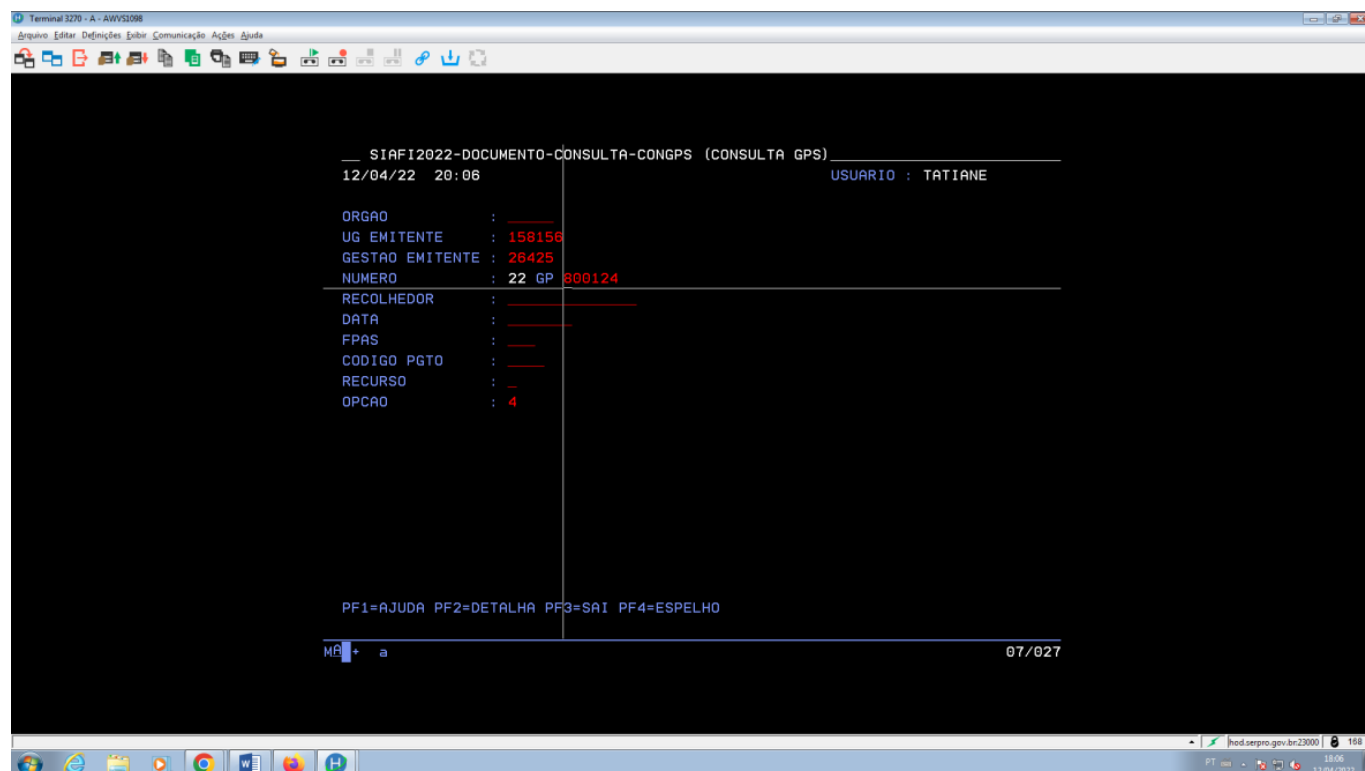 Terminal 3270 - A - AWVS1098
Arquivo Editar Definições Exibir Comunicação Ações Ajuda
__ SIAFI2022-DOCUMENTO-CONSULTA-CONGPS (CONSULTA GPS)
12/04/22 20:06 USUARIO : TATIANE
ORGAO :
UG EMITENTE : 158156
GESTAO EMITENTE : 26425
NUMERO : 22 GP 800124
RECOLHEDOR :
DATA :
FPAS :
CODIGO PGTO :
RECURSO :
OPCAO : 4
PF1=AJUDA PF2=DETALHA PF3=SAI PF4=ESPELHO
MA + a 07/027
hod.serpro.gov.br:23000 168
PT 18:06
12/04/2022